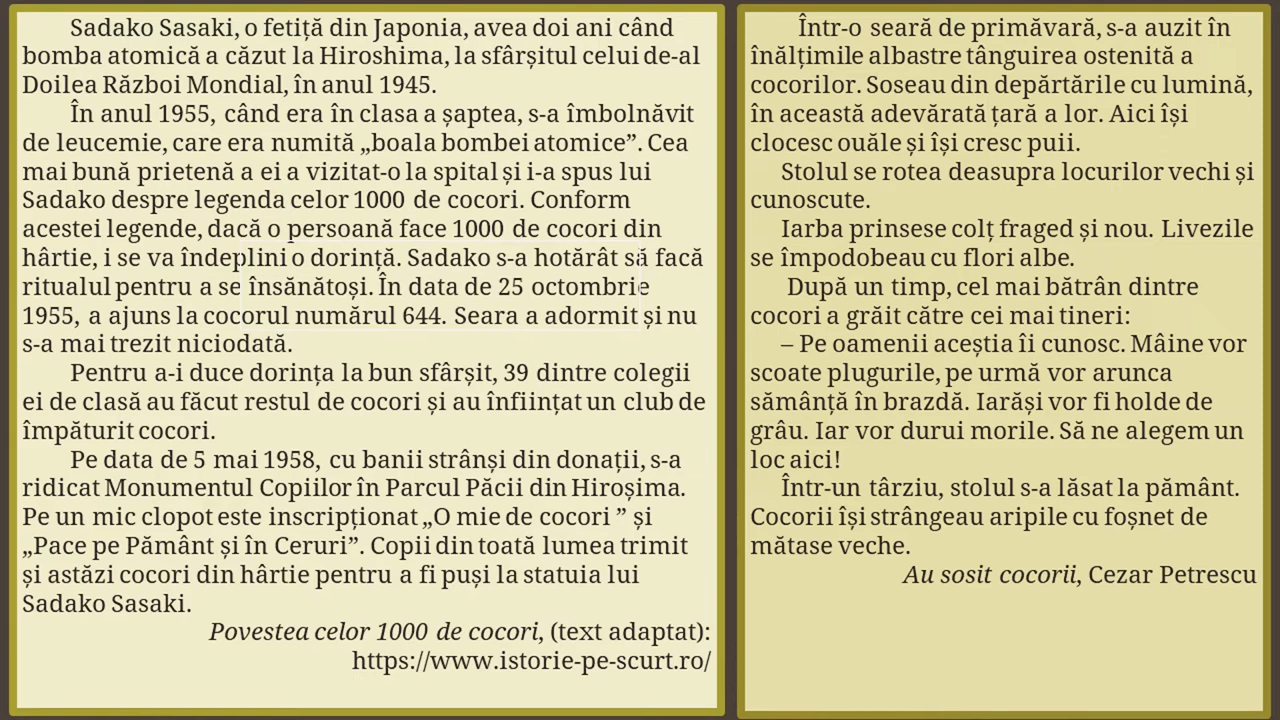 Sadako Sasaki, o fetiță din Japonia, avea doi ani când
bomba atomică a căzut la Hiroshima, la sfârșitul celui de-al
Doilea Război Mondial, în anul 1945.
În anul 1955, când era în clasa a șaptea, s-a îmbolnăvit
de leucemie, care era numită „boala bombei atomice”. Cea
mai bună prietenă a ei a vizitat-o la spital și i-a spus lui
Sadako despre legenda celor 1000 de cocori. Conform
acestei legende, dacă o persoană face 1000 de cocori din
hârtie, i se va îndeplini o dorință. Sadako s-a hotărât să facă
ritualul pentru a se însănătoși. În data de 25 octombrie
1955, a ajuns la cocorul numărul 644. Seara a adormit și nu
s-a mai trezit niciodată.
Pentru a-i duce dorința la bun sfârșit, 39 dintre colegii
ei de clasă au făcut restul de cocori și au înființat un club de
împăturit cocori.
Pe data de 5 mai 1958, cu banii strânși din donații, s-a
ridicat Monumentul Copiilor în Parcul Păcii din Hiroșima.
Pe un mic clopot este inscripționat „O mie de cocori ” și
„Pace pe Pământ și în Ceruri”. Copii din toată lumea trimit
și astăzi cocori din hârtie pentru a fi puși la statuia lui
Sadako Sasaki.
Povestea celor 1000 de cocori, (text adaptat):
https://www.istorie-pe-scurt.ro/
Într-o seară de primăvară, s-a auzit în
înălțimile albastre tânguirea ostenită a
cocorilor. Soseau din depărtările cu lumină,
în această adevărată țară a lor. Aici își
clocesc ouăle și își cresc puii.
Stolul se rotea deasupra locurilor vechi și
cunoscute.
Iarba prinsese colț fraged și nou. Livezile
se împodobeau cu flori albe.
După un timp, cel mai bătrân dintre
cocori a grăit către cei mai tineri:
– Pe oamenii aceștia îi cunosc. Mâine vor
scoate plugurile, pe urmă vor arunca
sămânță în brazdă. Iarăși vor fi holde de
grâu. Iar vor durui morile. Să ne alegem un
loc aici!
Într-un târziu, stolul s-a lăsat la pământ.
Cocorii își strângeau aripile cu foșnet de
mătase veche.
Au sosit cocorii, Cezar Petrescu